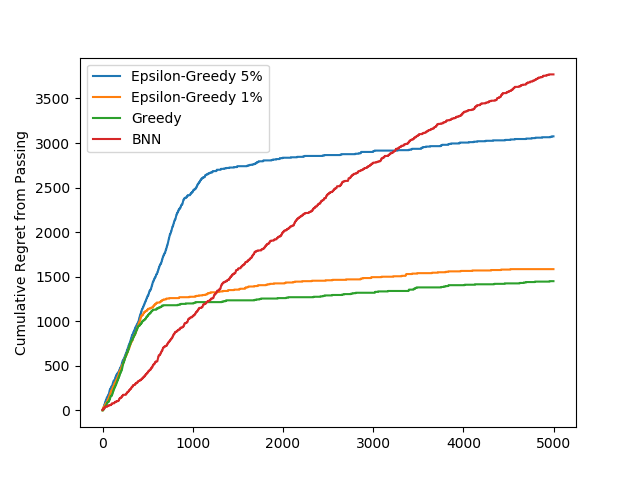 Epsilon-Greedy 5%
Epsilon-Greedy 1%
Greedy
BNN
Cumulative Regret from Passing
3500
3000
2500
2000
1500
1000
500
0
0 1000 2000 3000 4000 5000